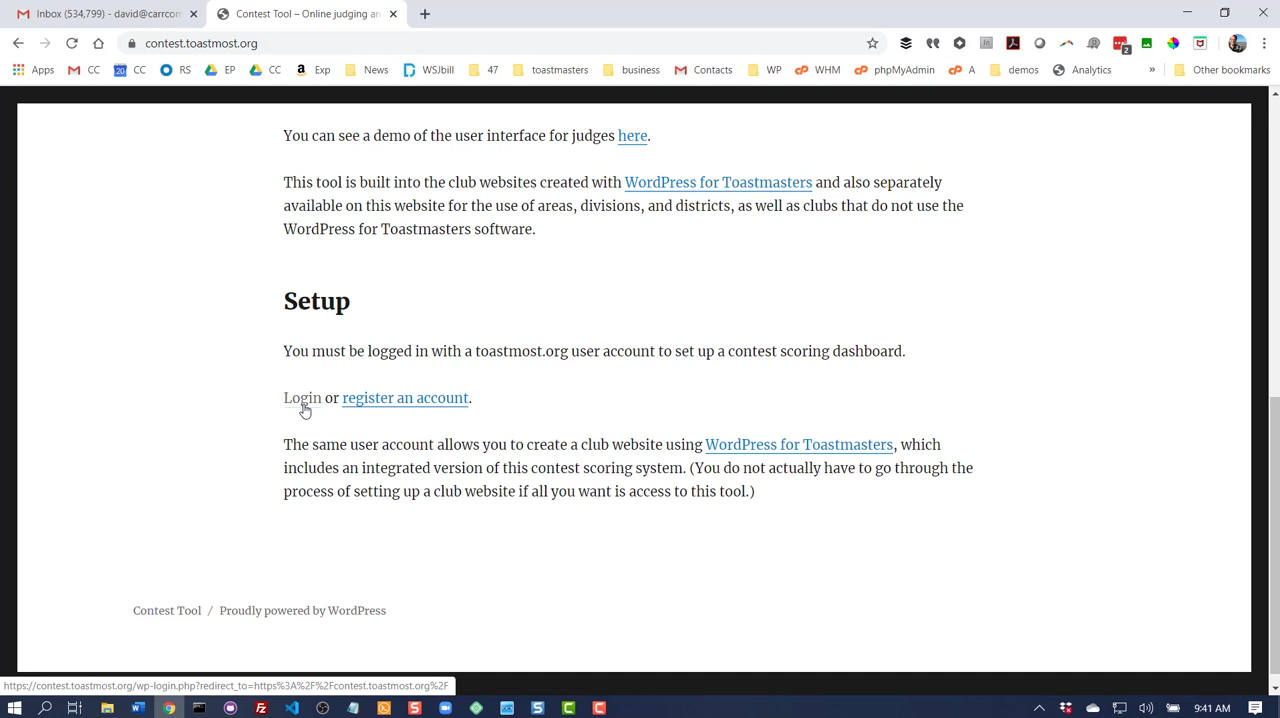 Inbox (534,799) - david@carrcom
Contest Tool – Online judging an
contest.toastmost.org
2
Apps
CC
20
CC
RS
EP
CC
Exp
News
WSJbill
47
toastmasters
business
Contacts
WP
WHM
phpMyAdmin
A
demos
Analytics
»
Other bookmarks
You can see a demo of the user interface for judges here.
This tool is built into the club websites created with WordPress for Toastmasters and also separately
available on this website for the use of areas, divisions, and districts, as well as clubs that do not use the
WordPress for Toastmasters software.
Setup
You must be logged in with a toastmost.org user account to set up a contest scoring dashboard.
Login or register an account.
The same user account allows you to create a club website using WordPress for Toastmasters, which
includes an integrated version of this contest scoring system. (You do not actually have to go through the
process of setting up a club website if all you want is access to this tool.)
Contest Tool / Proudly powered by WordPress
https://contest.toastmost.org/wp-login.php?redirect_to=https%3A%2F%2Fcontest.toastmost.org%2F
9:41 AM